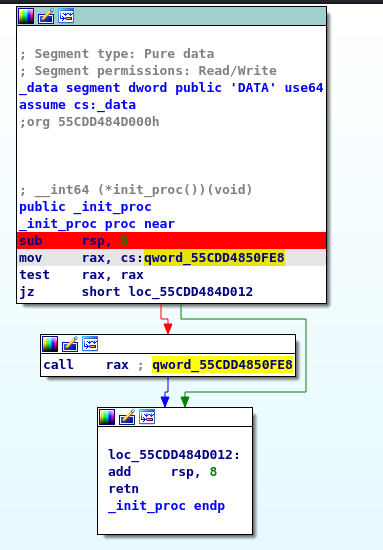 ; Segment type: Pure data
; Segment permissions: Read/Write
_data segment dword public 'DATA' use64
assume cs:_data
;org 55CDD484D000h
; __int64 (*init_proc())(void)
public _init_proc
_init_proc proc near
sub rsp, 8
mov rax, cs:qword_55CDD4850FE8
test rax, rax
jz short loc_55CDD484D012
call rax ; qword_55CDD4850FE8
loc_55CDD484D012:
add rsp, 8
retn
_init_proc endp